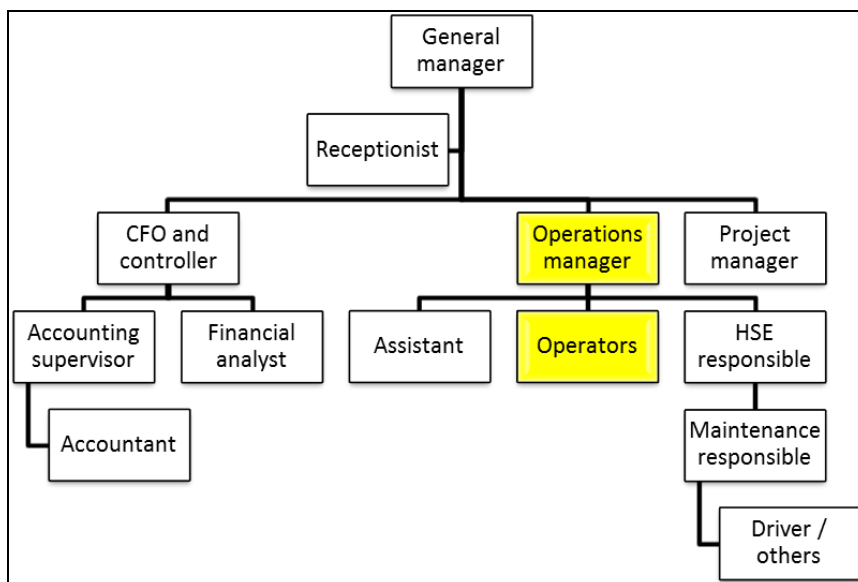 General
manager
Receptionist
CFO and
controller
Operations
manager
Project
manager
Accounting
supervisor
Financial
analyst
Assistant
Operators
HSE
responsible
Accountant
Maintenance
responsible
Driver /
others